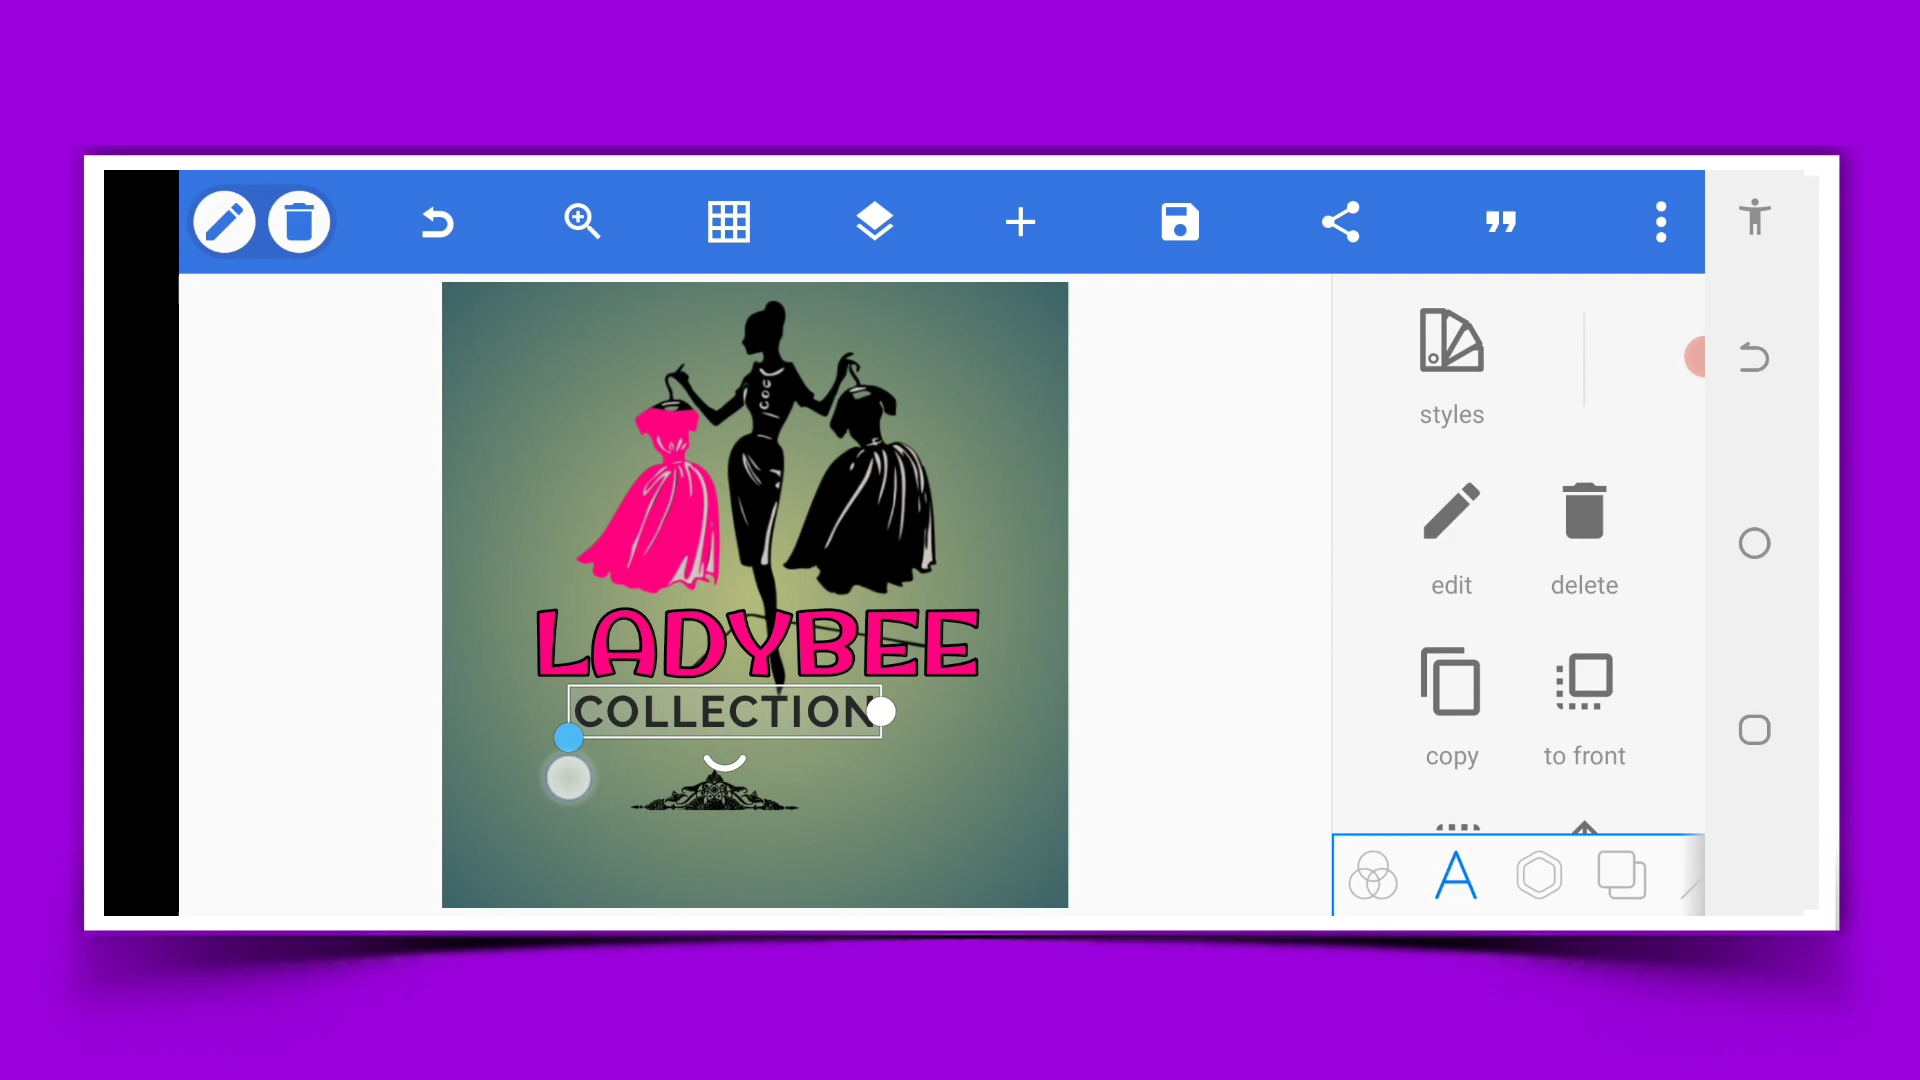 LADYBEE
COLLECTION
styles
edit
delete
copy
to front